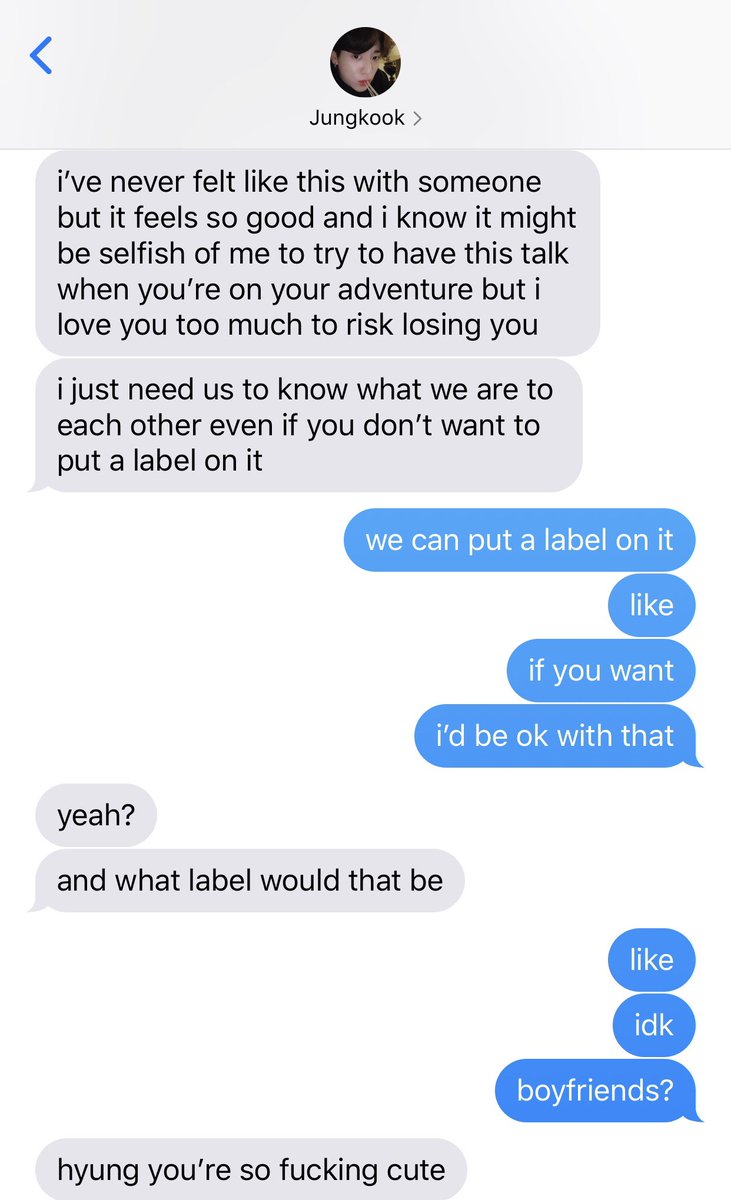 Jungkook
i’ve never felt like this with someone
but it feels so good and i know it might
be selfish of me to try to have this talk
when you’re on your adventure but i
love you too much to risk losing you
i just need us to know what we are to
each other even if you don’t want to
put a label on it
we can put a label on it
like
if you want
i’d be ok with that
yeah?
and what label would that be
like
idk
boyfriends?
hyung you’re so fucking cute